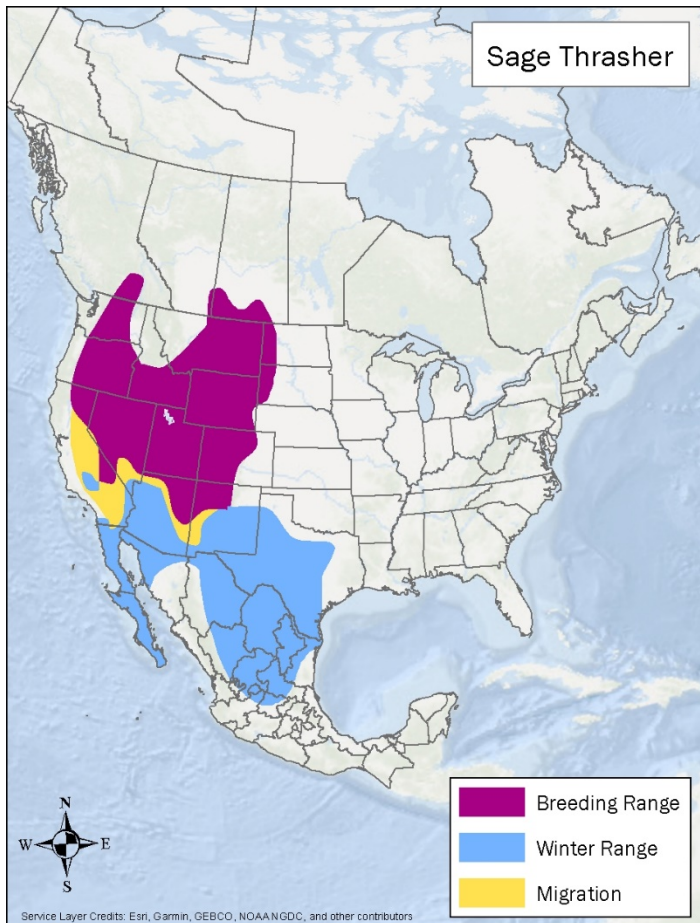 Sage Thrasher
Breeding Range
Winter Range
Migration
N
W E
S
Service Layer Credits: Esri, Garmin, GEBCO, NOAA NGDC, and other contributors